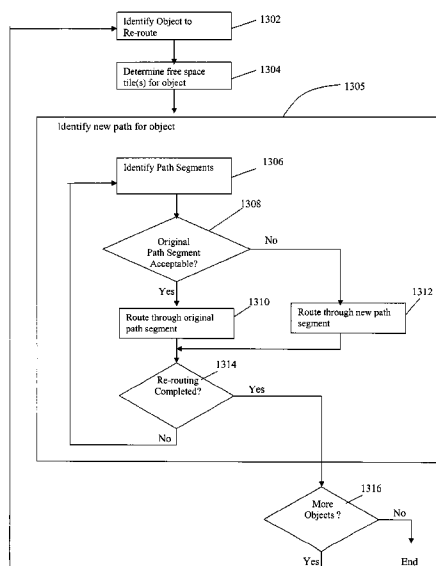 Identify Object to
Re-route
1302
Determine free space
tile(s) for object
1304
1305
Identify new path for object
Identify Path Segments
1306
1308
Original
Path Segment
Acceptable?
No
Yes
1310
Route through original
path segment
Route through new path
segment
1312
1314
Re-routing
Completed?
Yes
No
1316
More
Objects ?
No
Yes
End